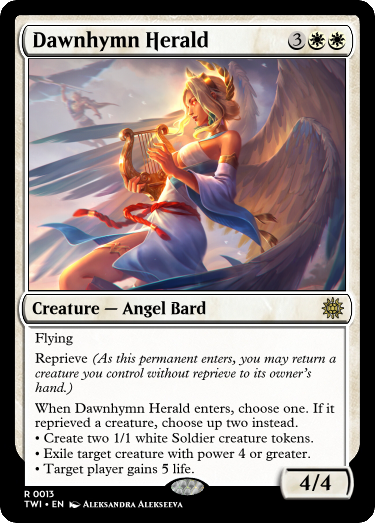 Dawnhymn Herald 3
Creature — Angel Bard
Flying
Reprieve (As this permanent enters, you may return a
creature you control without reprieve to its owner's
hand.)
When Dawnhymn Herald enters, choose one. If it
retrieved a creature, choose up two instead.
• Create two 1/1 white Soldier creature tokens.
• Exile target creature with power 4 or greater.
• Target player gains 5 life.
4/4
R 0013
TWI • EN Aleksandra Alekseeva